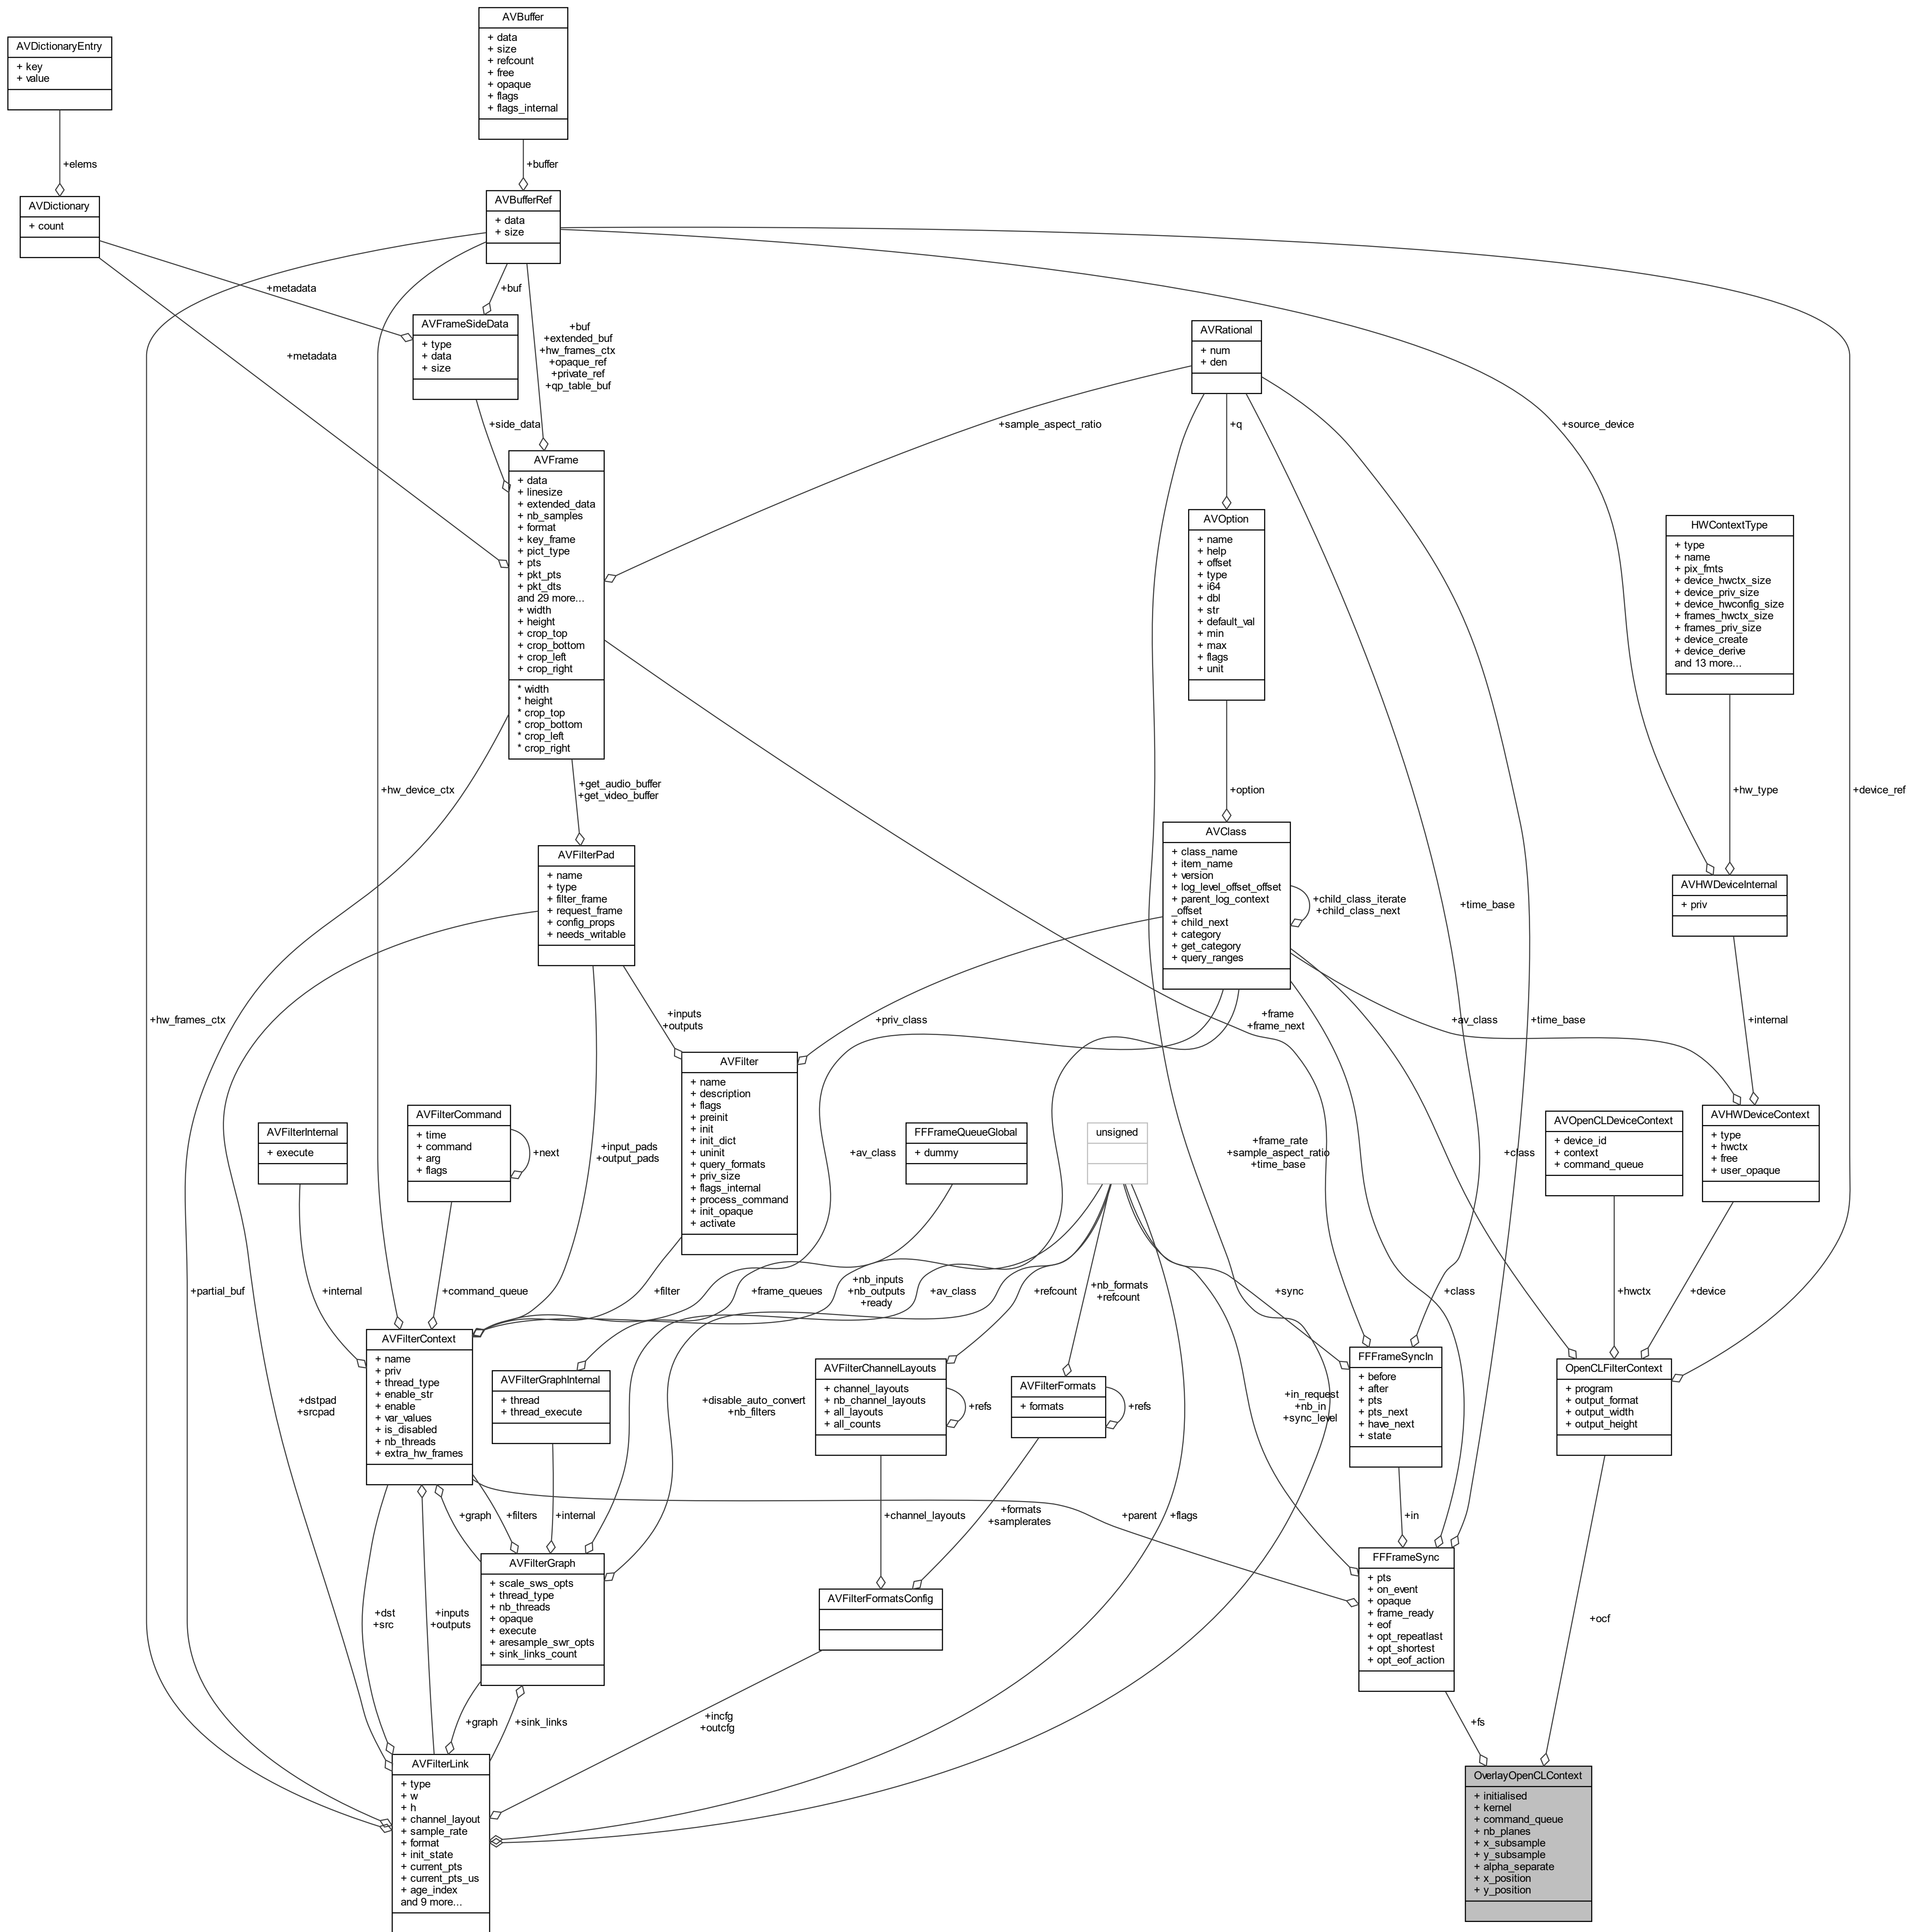 AVBuffer
+ data
+ size
+ refcount
+ free
+ opaque
+ flags
+ flags_internal
AVDictionaryEntry
+ key
+ value
+elems
+buffer
AVDictionary
+ count
AVBufferRef
+ data
+ size
+metadata
+buf
AVFrameSideData
+ type
+ data
+ size
+metadata
+buf
+extended_buf
+hw_frames_ctx
+opaque_ref
+private_ref
+qp_table_buf
AVRational
+ num
+ den
+side_data
+sample_aspect_ratio
+q
+source_device
AVFrame
+ data
+ linesize
+ extended_data
+ nb_samples
+ format
+ key_frame
+ pict_type
+ pts
+ pkt_pts
+ pkt_dts
and 29 more...
+ width
+ height
+ crop_top
+ crop_bottom
+ crop_left
+ crop_right
* width
* height
* crop_top
* crop_bottom
* crop_left
* crop_right
AVOption
+ name
+ help
+ offset
+ type
+ i64
+ dbl
+ str
+ default_val
+ min
+ max
+ flags
+ unit
HWContextType
+ type
+ name
+ pix_fmts
+ device_hwctx_size
+ device_priv_size
+ device_hwconfig_size
+ frames_hwctx_size
+ frames_priv_size
+ device_create
+ device_derive
and 13 more...
+hw_device_ctx
+get_audio_buffer
+get_video_buffer
+option
+hw_type
+device_ref
AVFilterPad
+ name
+ type
+ filter_frame
+ request_frame
+ config_props
+ needs_writable
AVClass
+ class_name
+ item_name
+ version
+ log_level_offset_offset
+ parent_log_context
_offset
+ child_next
+ category
+ get_category
+ query_ranges
+child_class_iterate
+child_class_next
+time_base
AVHWDeviceInternal
+ priv
+hw_frames_ctx
+inputs
+outputs
+priv_class
+frame
+frame_next
+av_class
+time_base
+internal
AVFilter
+ name
+ description
+ flags
+ preinit
+ init
+ init_dict
+ uninit
+ query_formats
+ priv_size
+ flags_internal
+ process_command
+ init_opaque
+ activate
AVFilterInternal
+ execute
AVFilterCommand
+ time
+ command
+ arg
+ flags
+next
+input_pads
+output_pads
+av_class
FFFrameQueueGlobal
+ dummy
unsigned
+frame_rate
+sample_aspect_ratio
+time_base
+class
AVOpenCLDeviceContext
+ device_id
+ context
+ command_queue
AVHWDeviceContext
+ type
+ hwctx
+ free
+ user_opaque
+partial_buf
+internal
+command_queue
+filter
+frame_queues
+nb_inputs
+nb_outputs
+ready
+av_class
+refcount
+nb_formats
+refcount
+sync
+class
+hwctx
+device
AVFilterContext
+ name
+ priv
+ thread_type
+ enable_str
+ enable
+ var_values
+ is_disabled
+ nb_threads
+ extra_hw_frames
+dstpad
+srcpad
AVFilterGraphInternal
+ thread
+ thread_execute
+disable_auto_convert
+nb_filters
AVFilterChannelLayouts
+ channel_layouts
+ nb_channel_layouts
+ all_layouts
+ all_counts
+refs
AVFilterFormats
+ formats
+refs
+in_request
+nb_in
+sync_level
FFFrameSyncIn
+ before
+ after
+ pts
+ pts_next
+ have_next
+ state
OpenCLFilterContext
+ program
+ output_format
+ output_width
+ output_height
+graph
+filters
+internal
+channel_layouts
+formats
+samplerates
+parent
+flags
+in
AVFilterGraph
+ scale_sws_opts
+ thread_type
+ nb_threads
+ opaque
+ execute
+ aresample_swr_opts
+ sink_links_count
AVFilterFormatsConfig
FFFrameSync
+ pts
+ on_event
+ opaque
+ frame_ready
+ eof
+ opt_repeatlast
+ opt_shortest
+ opt_eof_action
+dst
+src
+inputs
+outputs
+ocf
+graph
+sink_links
+incfg
+outcfg
+fs
AVFilterLink
+ type
+ w
+ h
+ channel_layout
+ sample_rate
+ format
+ init_state
+ current_pts
+ current_pts_us
+ age_index
and 9 more...
OverlayOpenCLContext
+ initialised
+ kernel
+ command_queue
+ nb_planes
+ x_subsample
+ y_subsample
+ alpha_separate
+ x_position
+ y_position